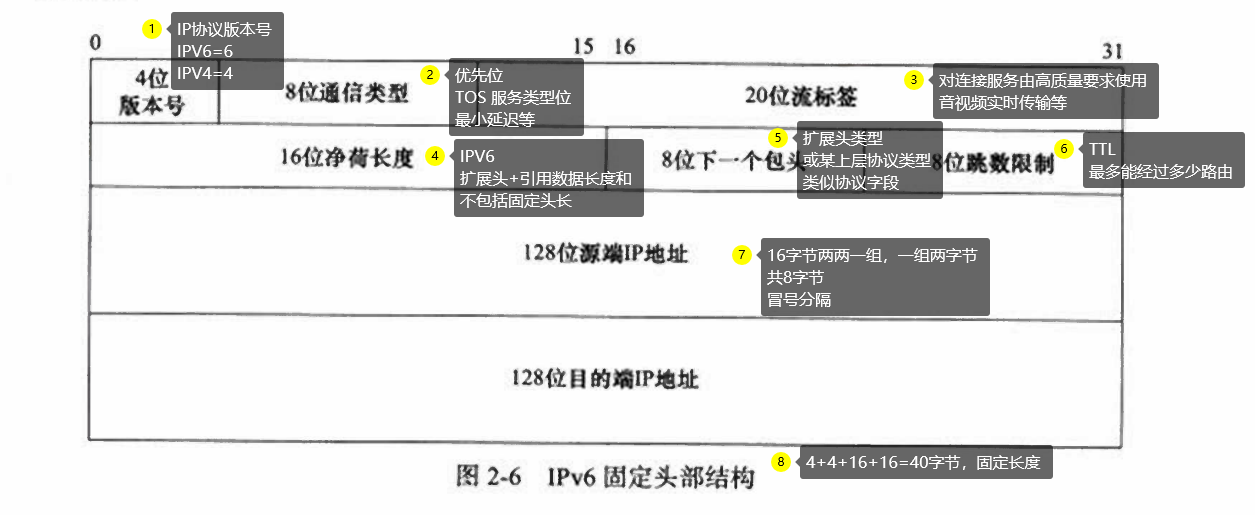 0
15 16
31
1
IP协议版本号
IPV6=6
IPV4=4
4位
版本号
8位通信类型
2
优先位
TOS 服务类型位
最小延迟等
20位流标签
3
对连接服务由高质量要求使用
音视频实时传输等
16位净荷长度
4
IPV6
扩展头+引用数据长度和
不包括固定头长
8位下一个包头
5
扩展头类型
或某上层协议类型
类似协议字段
8位跳数限制
6
TTL
最多能经过多少路由
128位源端IP地址
7
16字节两两一组，一组两字节
共8字节
冒号分隔
128位目的端IP地址
图 2-6 IPv6 固定头部结构
8
4+4+16+16=40字节，固定长度